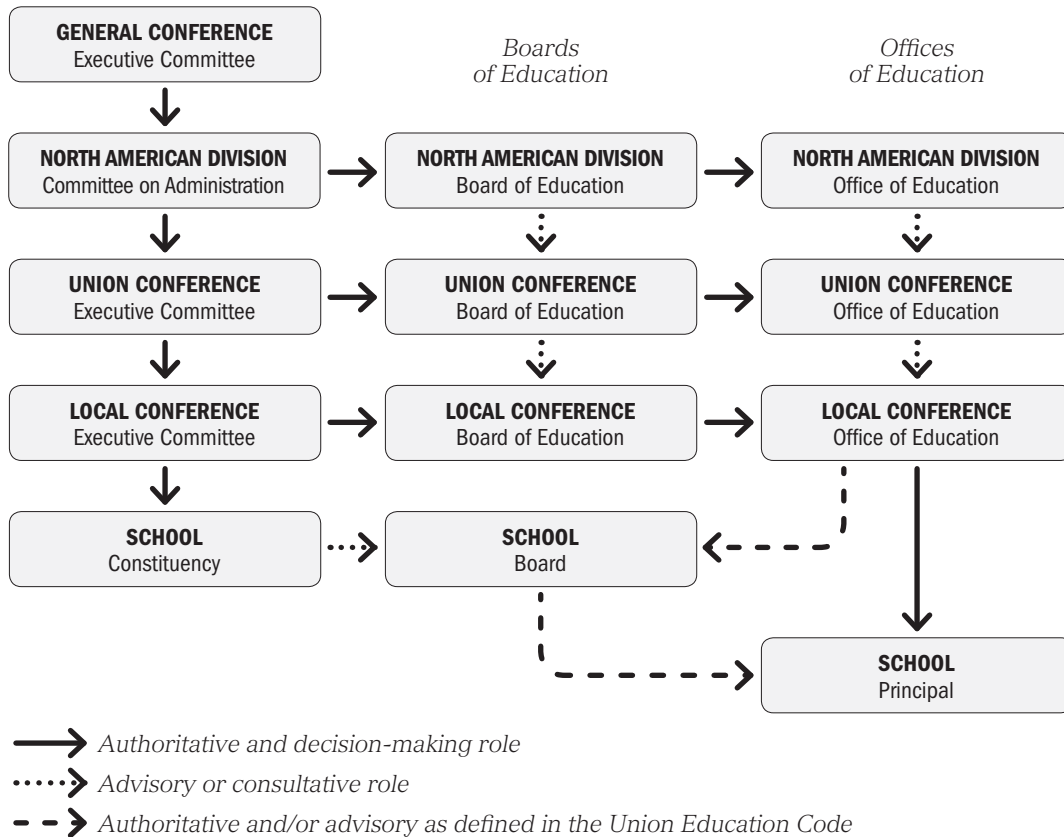 GENERAL CONFERENCE
Executive Committee
Boards
of Education
Offices
of Education
NORTH AMERICAN DIVISION
Committee on Administration
NORTH AMERICAN DIVISION
Board of Education
NORTH AMERICAN DIVISION
Office of Education
UNION CONFERENCE
Executive Committee
UNION CONFERENCE
Board of Education
UNION CONFERENCE
Office of Education
LOCAL CONFERENCE
Executive Committee
LOCAL CONFERENCE
Board of Education
LOCAL CONFERENCE
Office of Education
SCHOOL
Constituency
SCHOOL
Board
SCHOOL
Principal
Authoritative and decision-making role
Advisory or consultative role
Authoritative and/or advisory as defined in the Union Education Code